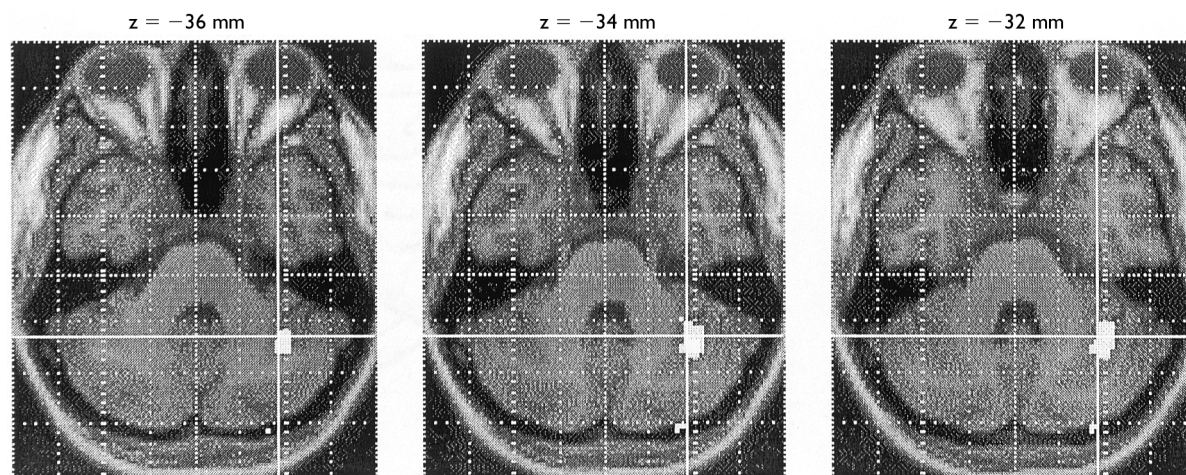 z = −36 mm
z = −34 mm
z = −32 mm